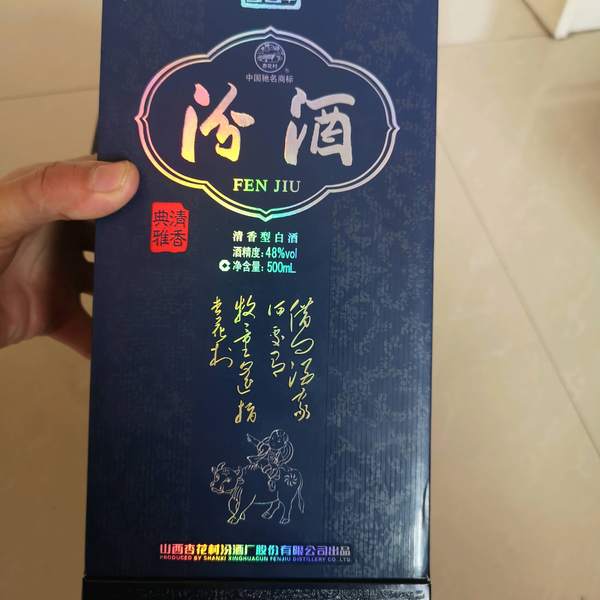 杏花村
®
中国驰名商标
汾酒
FEN JIU
清香
典雅
清香型白酒
酒精度:48%vol
净含量:500mL
借问酒家
何处有
牧童遥指
杏花村
山西杏花村汾酒厂股份有限公司出品
PRODUCED BY SHANXI XINGHUACUN FENJIU DISTILLERY CO.,LTD.